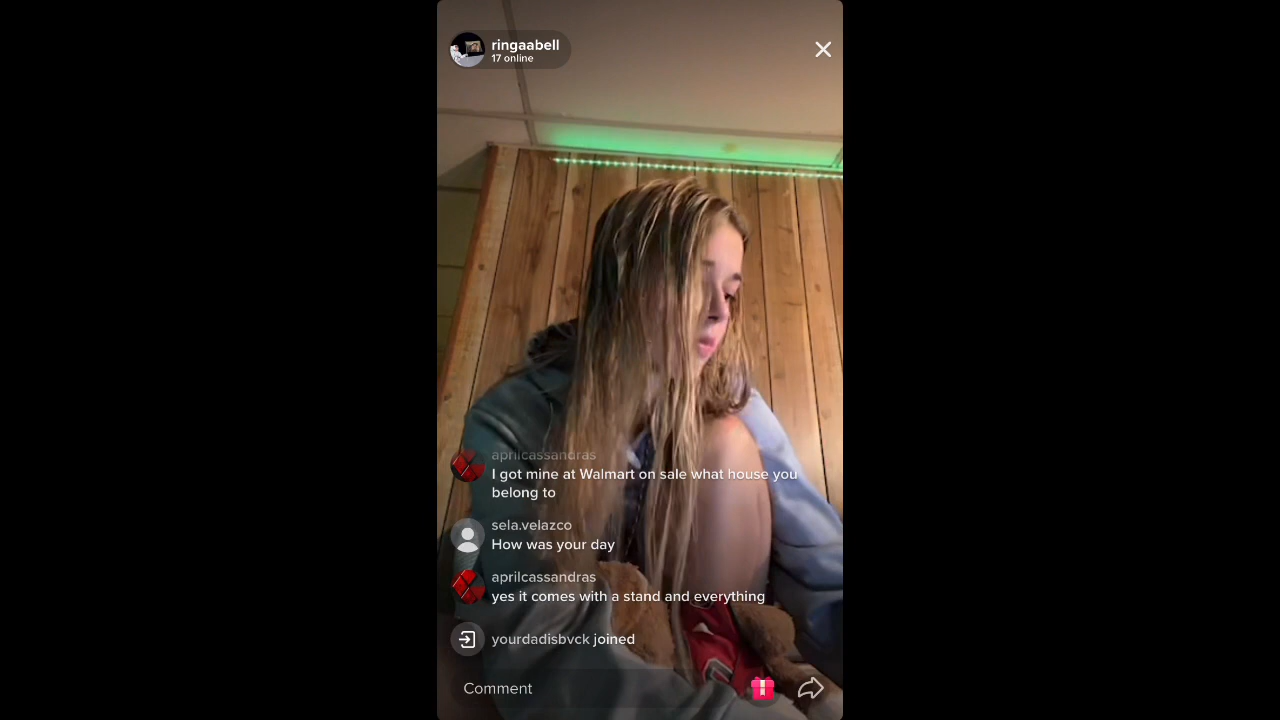 ringaabell
17 online
aprilcassandras
I got mine at Walmart on sale what house you
belong to
sela.velazco
How was your day
aprilcassandras
yes it comes with a stand and everything
yourdadisbvck joined
Comment